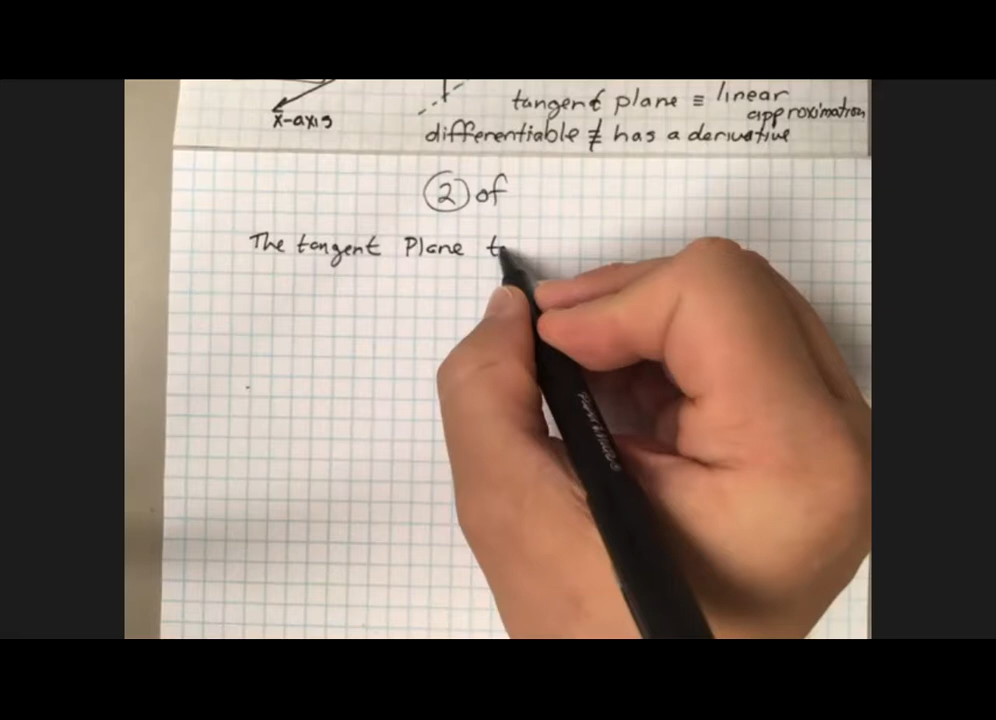 x-axis
tangent plane ≡ linear
approximation
differentiable ≠ has a derivative
② of
The tangent Plane t